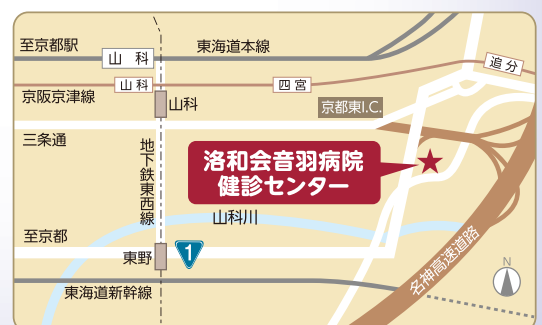 至京都駅
山 科
東海道本線
追分
京阪京津線
山科
四宮
山科
京都東I.C.
三条通
地下鉄東西線
洛和会音羽病院
健診センター
山科川
至京都
東野
1
名神高速道路
N
東海道新幹線